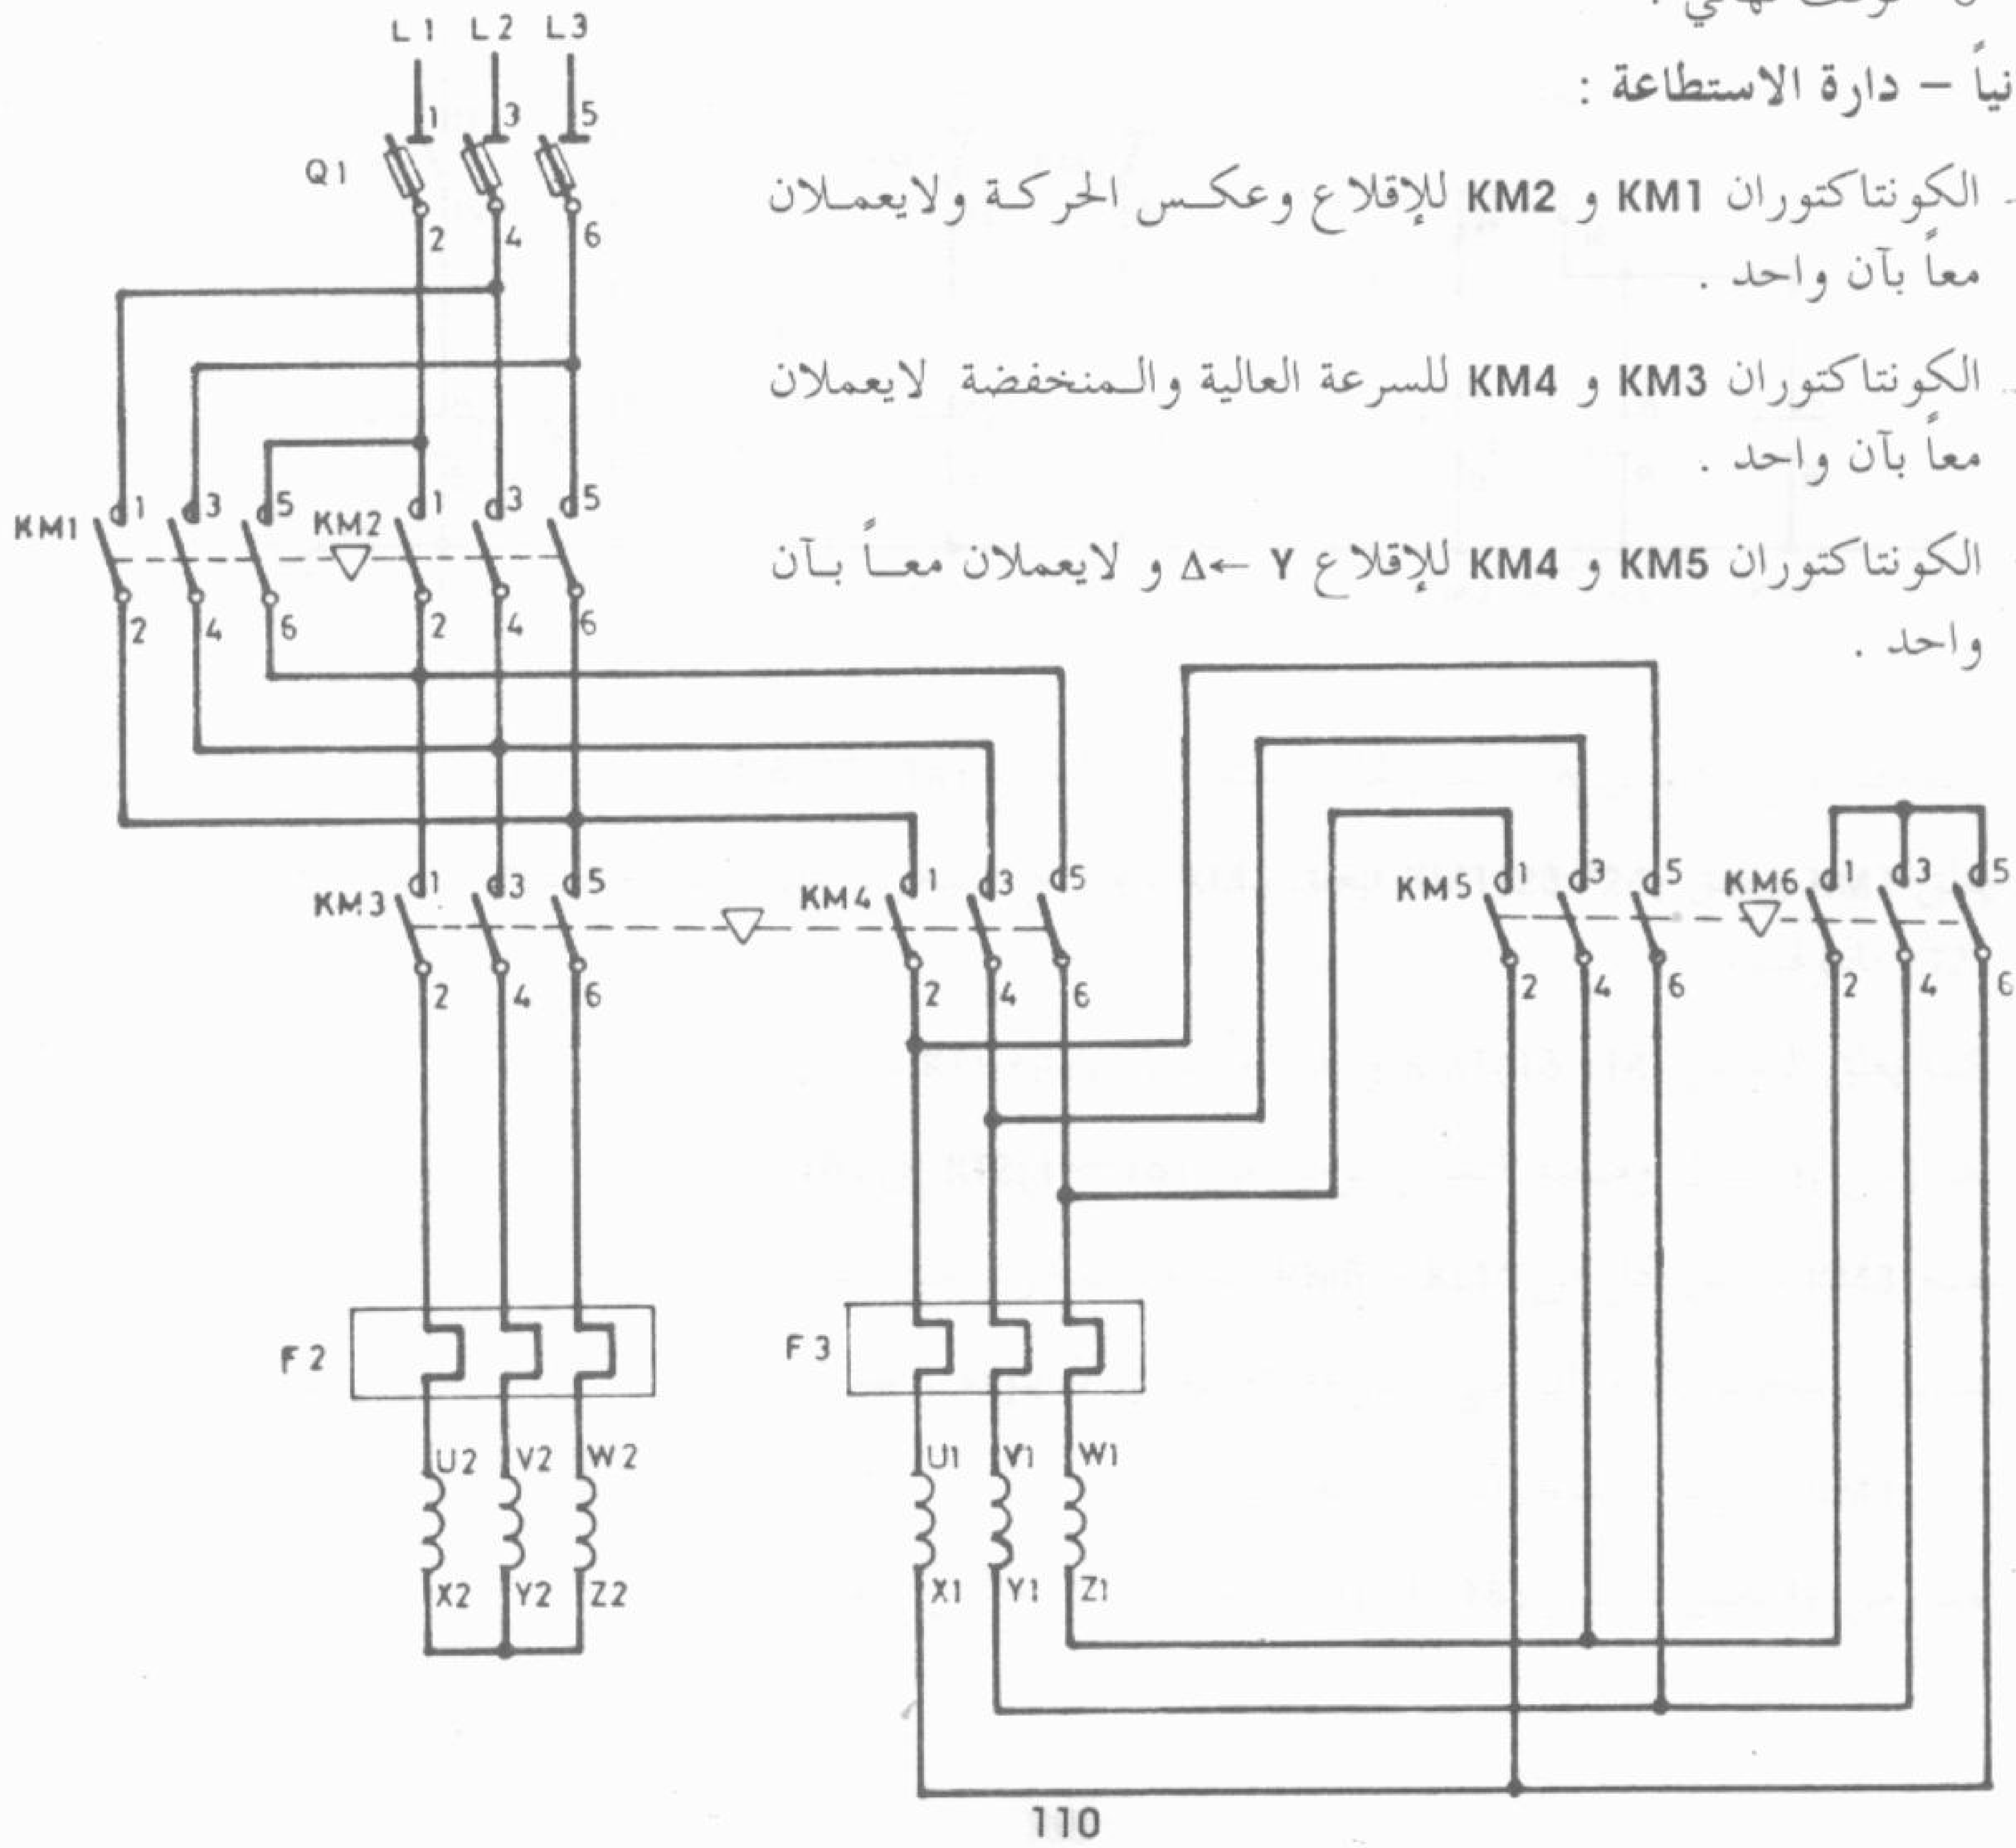 نهائي .
دارة الاستطاعة :
الكونتاكتوران KM1 و KM2 للإقلاع وعكس الحركة ولايعملان
معاً بآن واحد .
الكونتاكتوران KM3 و KM4 للسرعة العالية والمنخفضة لايعملان
معاً بآن واحد .
الكونتاكتوران KM5 و KM4 للإقلاع Y ←Δ و لايعملان معاً بآن
واحد .
L1 L2 L3
1 3 5
Q1
2 4 6
KM1 1 3 5 KM2 1 3 5
2 4 6 2 4 6
KM3 1 3 5 KM4 1 3 5 KM5 1 3 5 KM6 1 3 5
2 4 6 2 4 6 2 4 6 2 4 6
F2 F3
U2 V2 W2 U1 V1 W1
X2 Y2 Z2 X1 Y1 Z1
110